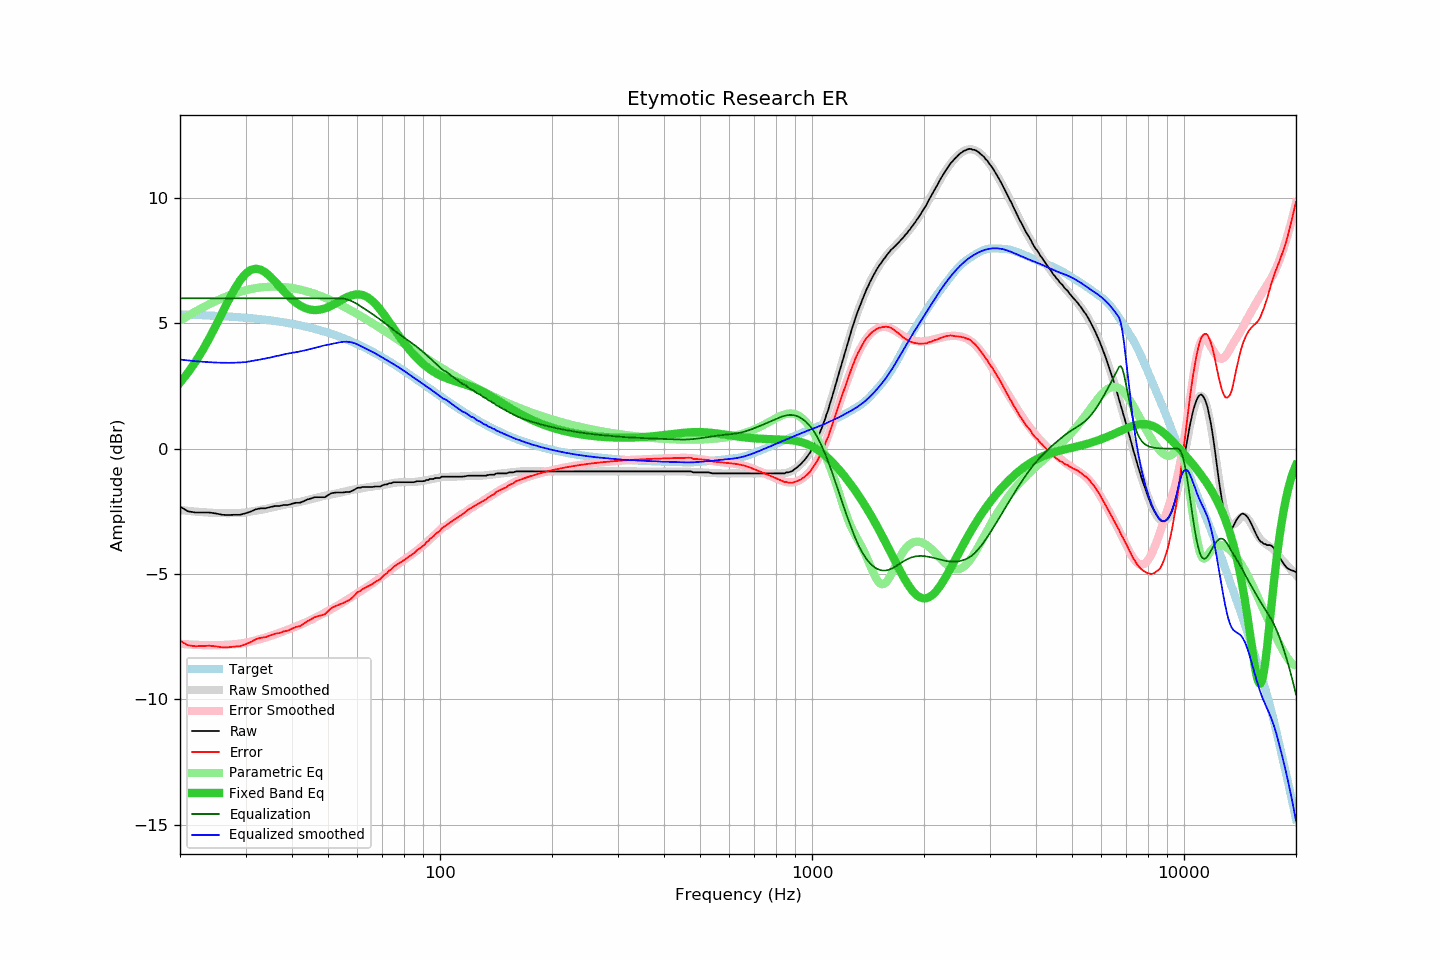 Etymotic Research ER
10
5
0
−5
−10
−15
Amplitude (dBr)
Target
Raw Smoothed
Error Smoothed
Raw
Error
Parametric Eq
Fixed Band Eq
Equalization
Equalized smoothed
100
1000
10000
Frequency (Hz)